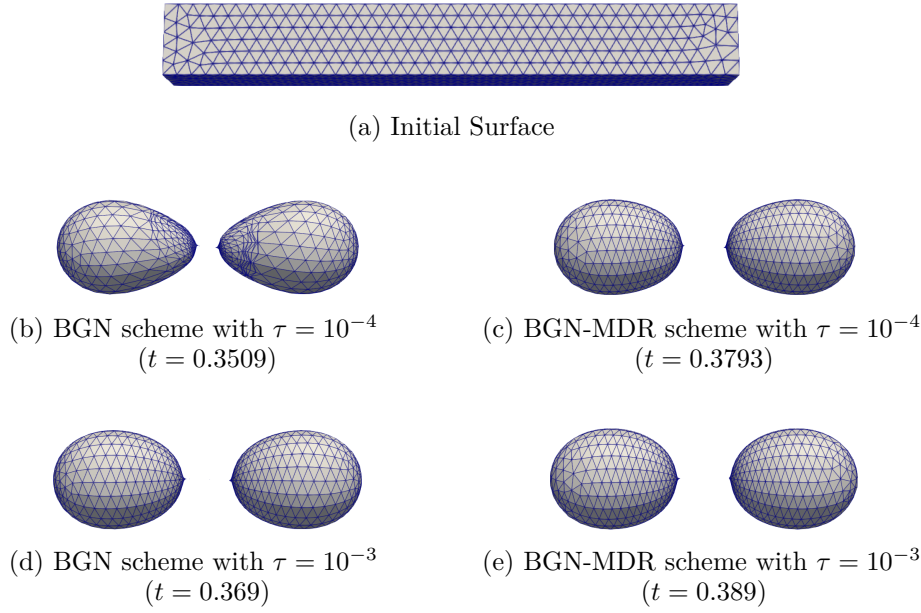 (a) Initial Surface
(b) BGN scheme with τ = 10⁻⁴
(t = 0.3509)
(c) BGN-MDR scheme with τ = 10⁻⁴
(t = 0.3793)
(d) BGN scheme with τ = 10⁻³
(t = 0.369)
(e) BGN-MDR scheme with τ = 10⁻³
(t = 0.389)